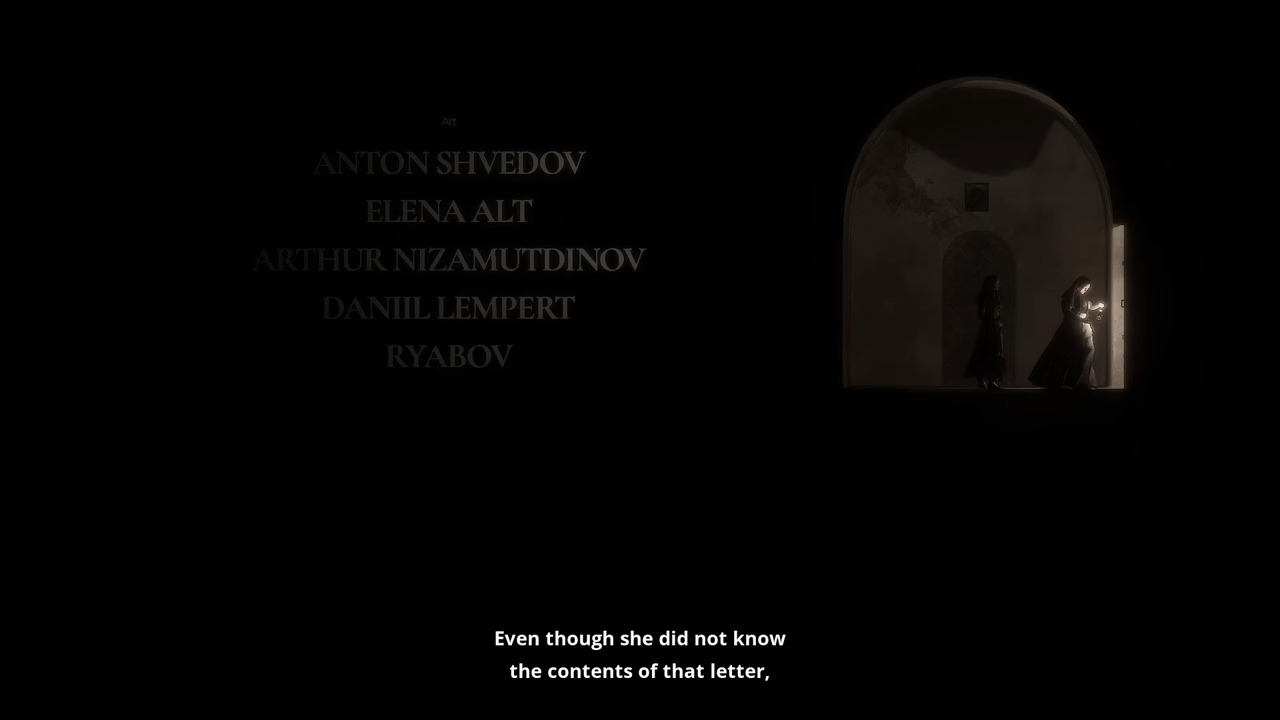 Art
ANTON SHVEDOV
ELENA ALT
ARTHUR NIZAMUTDINOV
DANIIL LEMPERT
RYABOV
Even though she did not know
the contents of that letter,